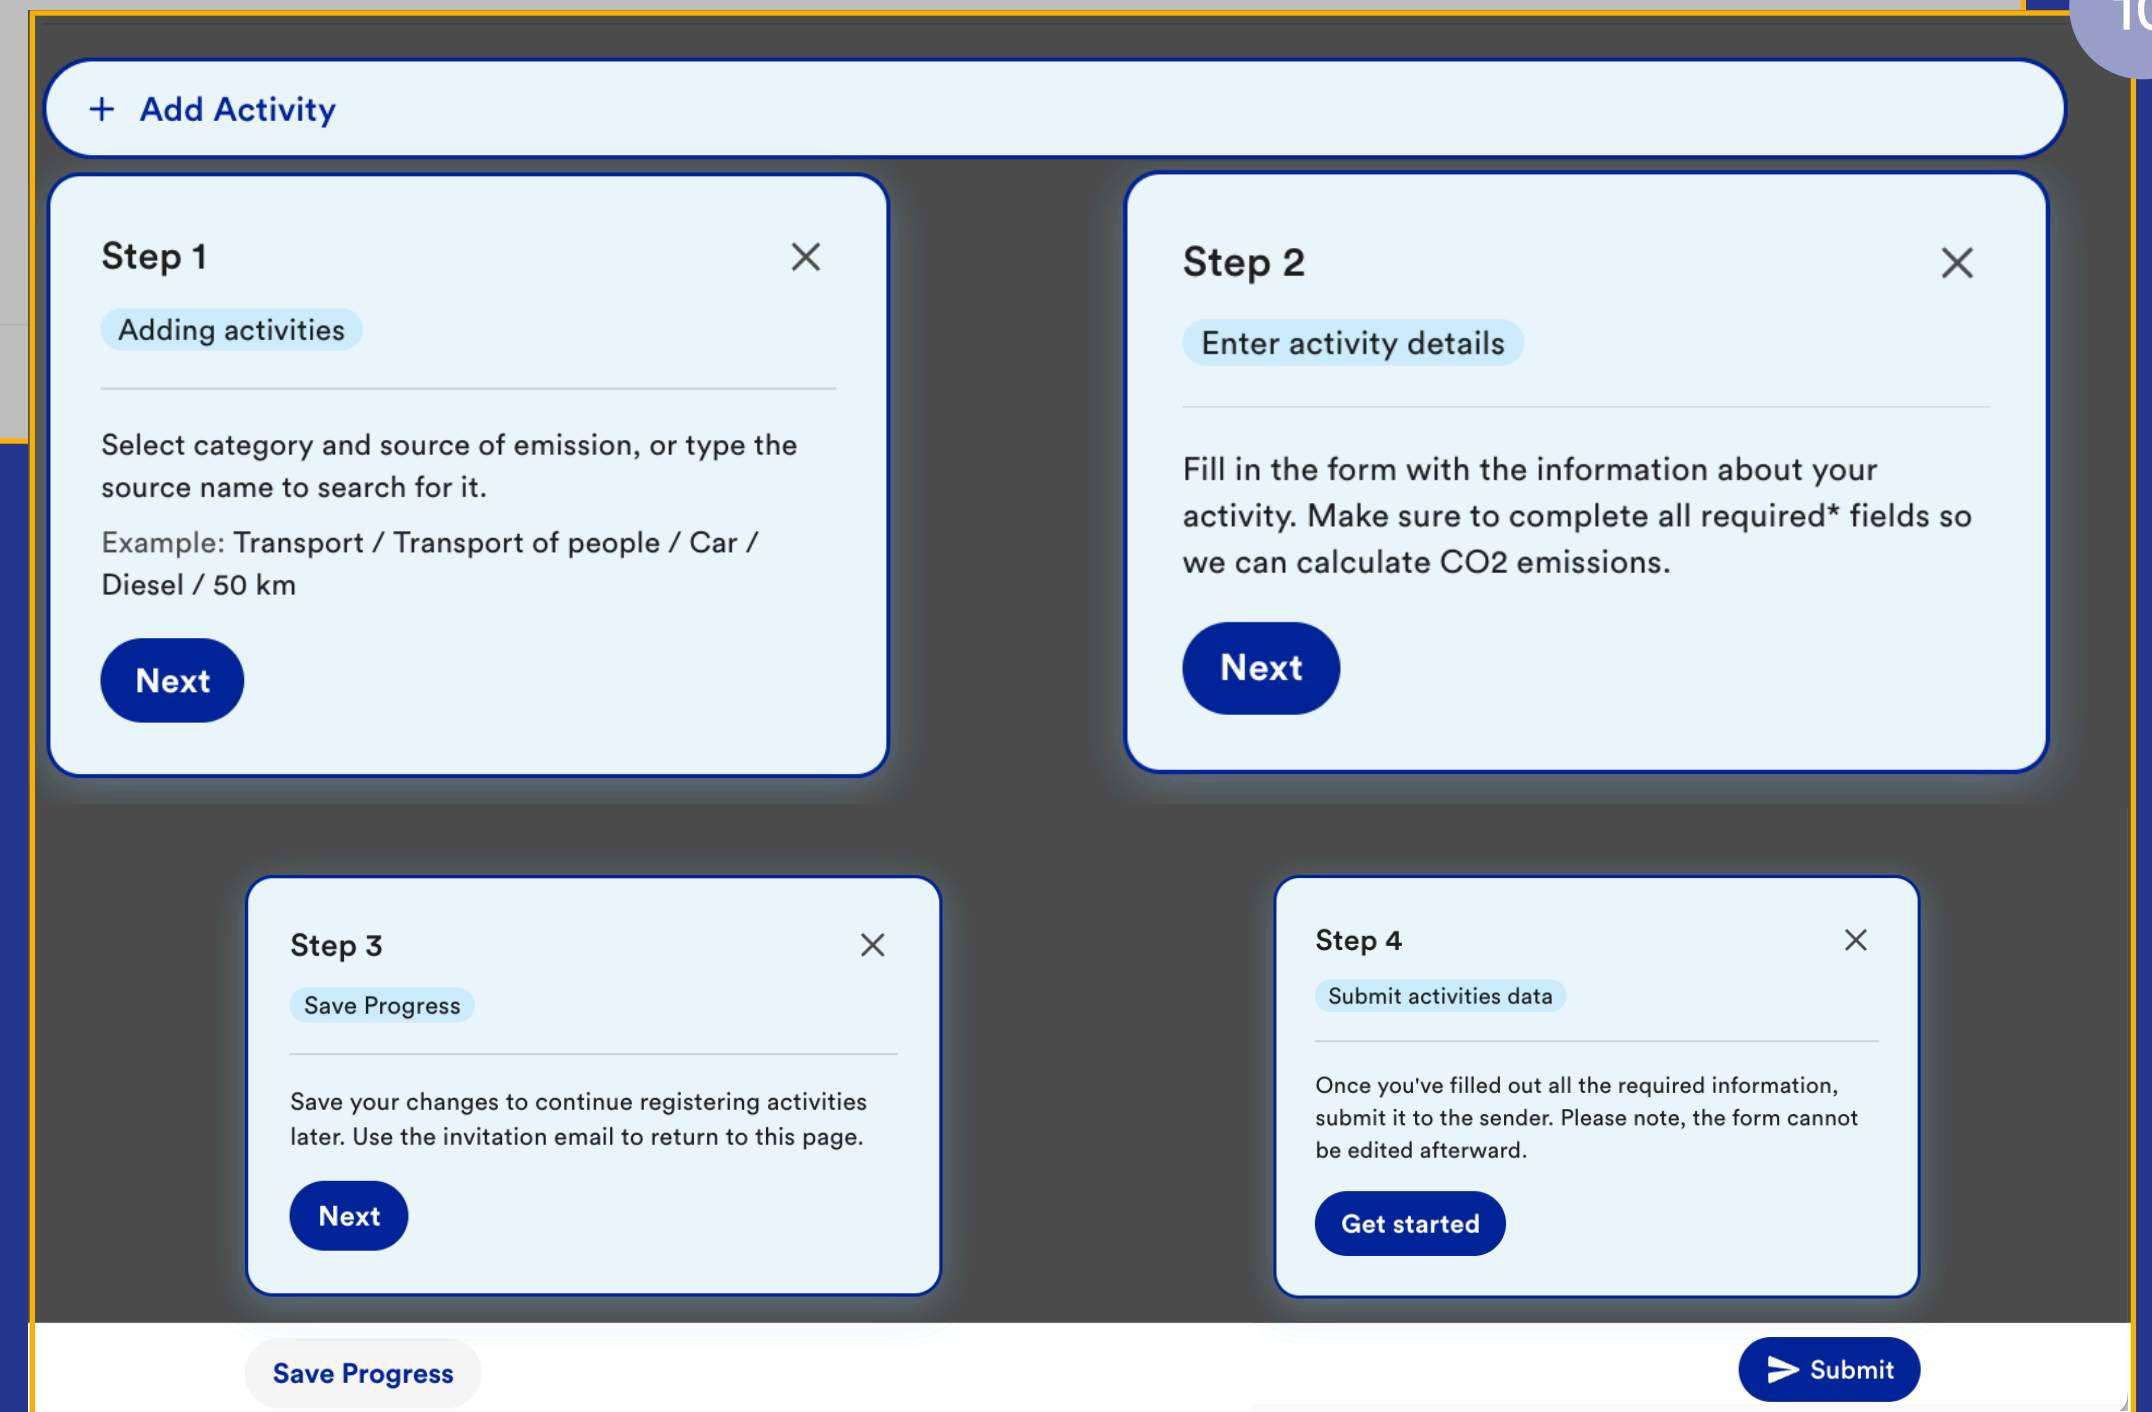 10
+ Add Activity
Step 1
Adding activities
Select category and source of emission, or type the
source name to search for it.
Example: Transport / Transport of people / Car /
Diesel / 50 km
Next
Step 2
Enter activity details
Fill in the form with the information about your
activity. Make sure to complete all required* fields so
we can calculate CO2 emissions.
Next
Step 3
Save Progress
Save your changes to continue registering activities
later. Use the invitation email to return to this page.
Next
Step 4
Submit activities data
Once you've filled out all the required information,
submit it to the sender. Please note, the form cannot
be edited afterward.
Get started
Save Progress
Submit